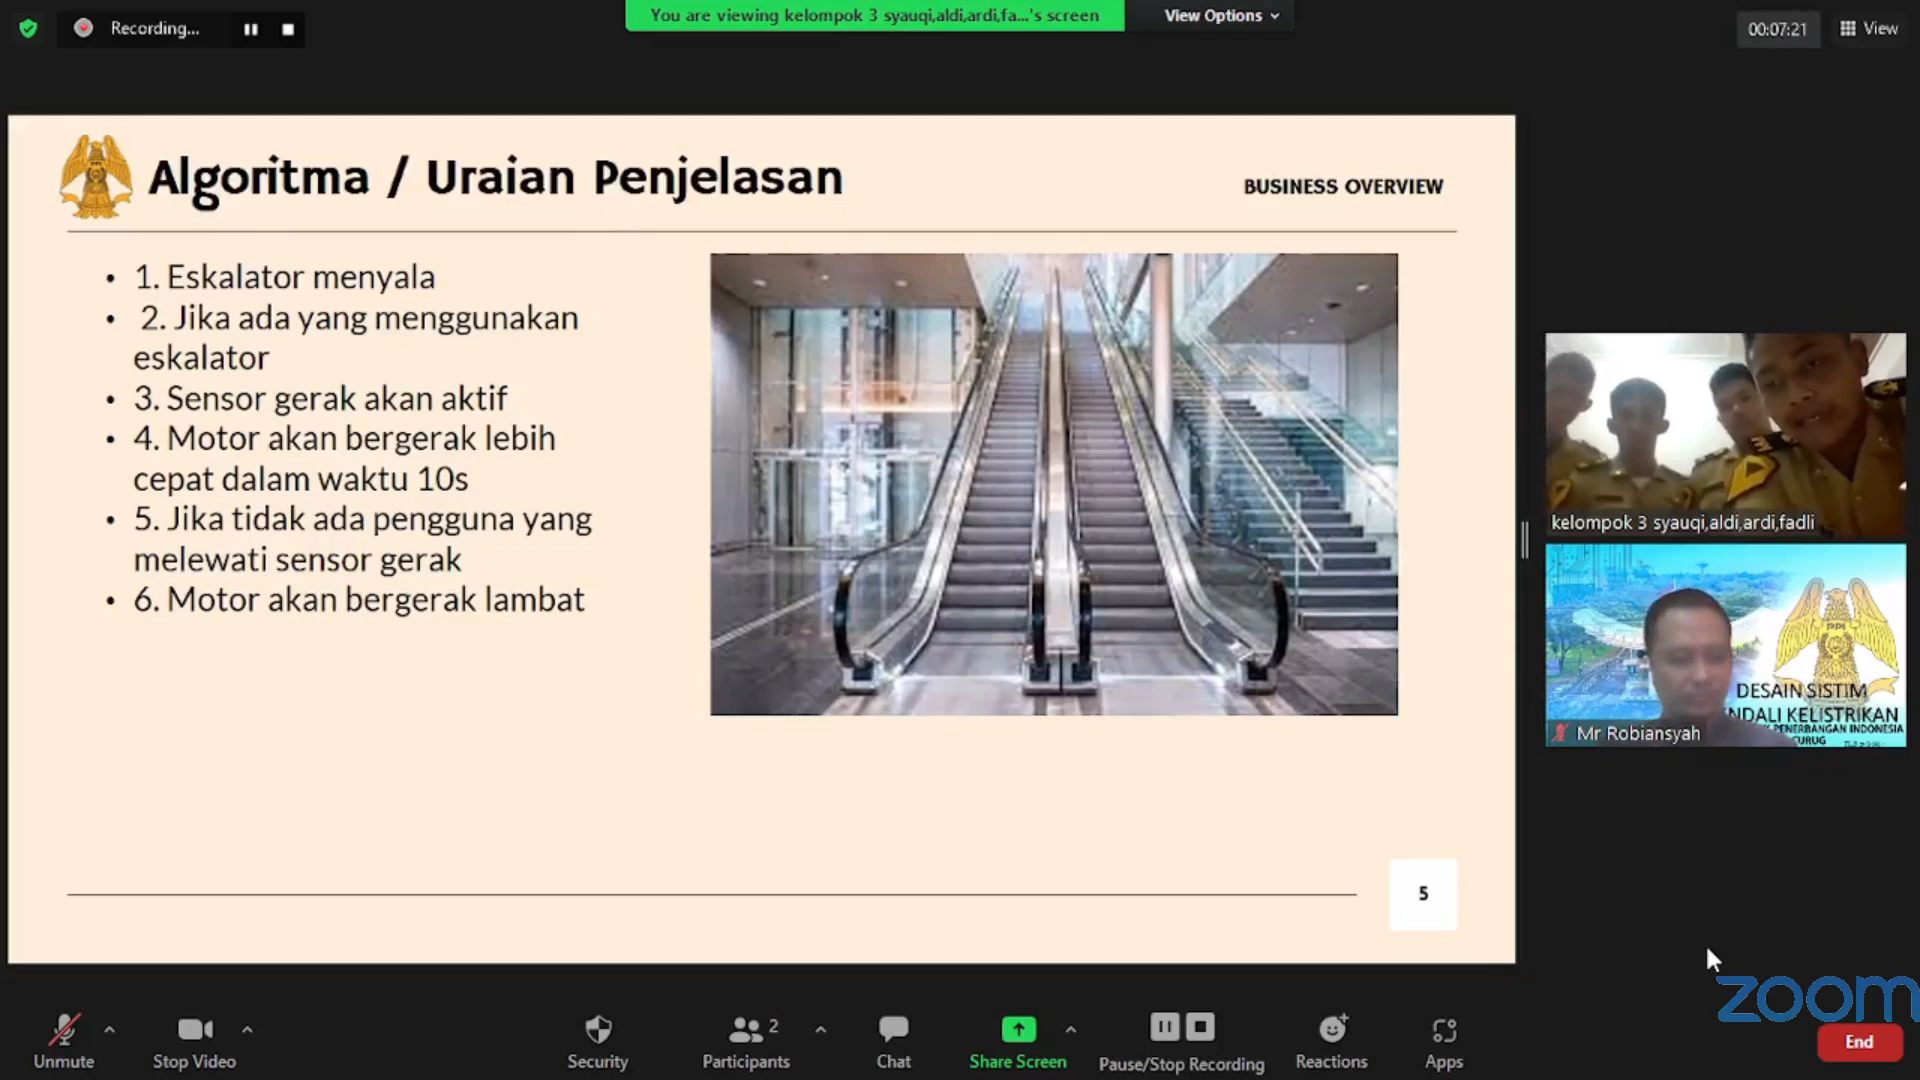 Recording...
You are viewing kelompok 3 syauqi,aldi,ardi,fa...'s screen
View Options
00:07:21
View
Algoritma / Uraian Penjelasan
BUSINESS OVERVIEW
• 1. Eskalator menyala
• 2. Jika ada yang menggunakan
eskalator
• 3. Sensor gerak akan aktif
• 4. Motor akan bergerak lebih
cepat dalam waktu 10s
• 5. Jika tidak ada pengguna yang
melewati sensor gerak
• 6. Motor akan bergerak lambat
5
kelompok 3 syauqi,aldi,ardi,fadli
DESAIN SISTIM
NDALI KELISTRIKAN
PENERBANGAN INDONESIA
CURUG
Mr Robiansyah
zoom
Unmute
Stop Video
Security
2
Participants
Chat
Share Screen
Pause/Stop Recording
Reactions
Apps
End